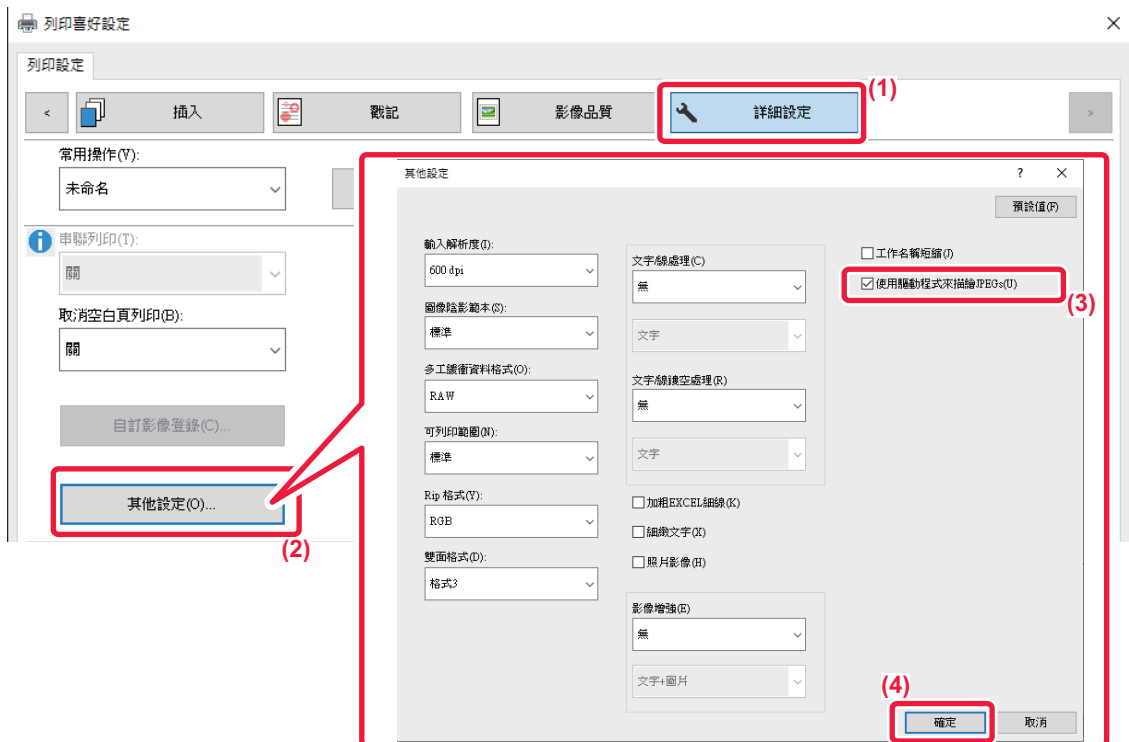 列印喜好設定
列印設定
插入
戳記
影像品質
詳細設定
(1)
常用操作(V):
未命名
串聯列印(T):
關
取消空白頁列印(B):
關
自訂影像登錄(C)...
其他設定(O)...
(2)
其他設定
預設值(F)
輸入解析度(I):
600 dpi
圖像陰影範本(S):
標準
多工緩衝資料格式(O):
RAW
可列印範圍(N):
標準
Rip 格式(Y):
RGB
雙面格式(D):
格式3
文字/線處理(C)
無
文字
文字/線鏤空處理(R)
無
文字
加粗EXCEL細線(K)
細緻文字(X)
照片影像(H)
影像增強(E)
無
文字+圖片
工作名稱短縮(J)
使用驅動程式來描繪JPEGs(U)
(3)
(4)
確定
取消